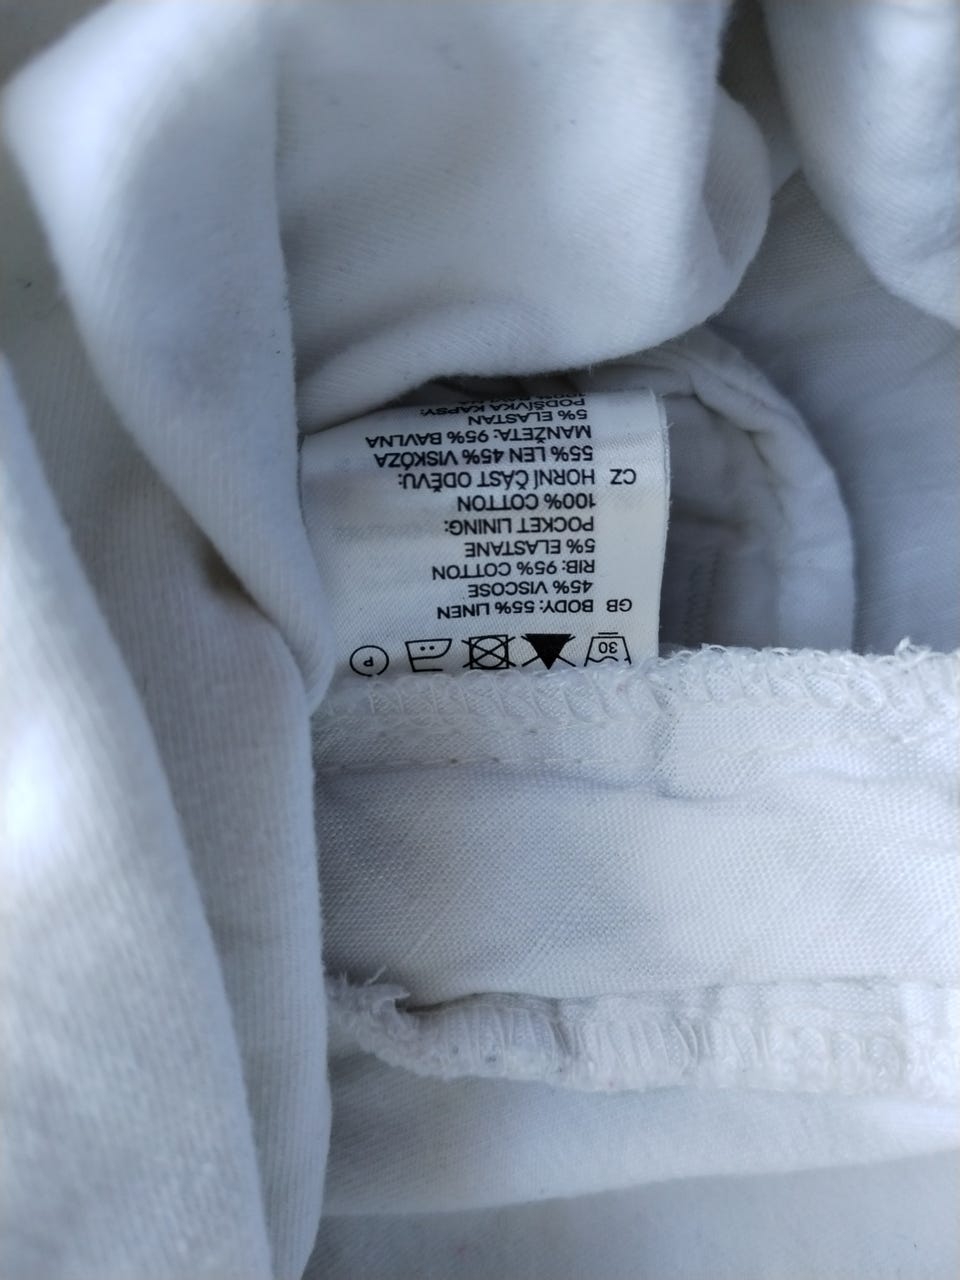 30 P
GB BODY: 55% LINEN
45% VISCOSE
RIB: 95% COTTON
5% ELASTANE
POCKET LINING:
100% COTTON
CZ HORNÍ ČÁST ODĚVU:
55% LEN 45% VISKÓZA
MANŽETA: 95% BAVLNA
5% ELASTAN
PODŠÍVKA KAPSY: